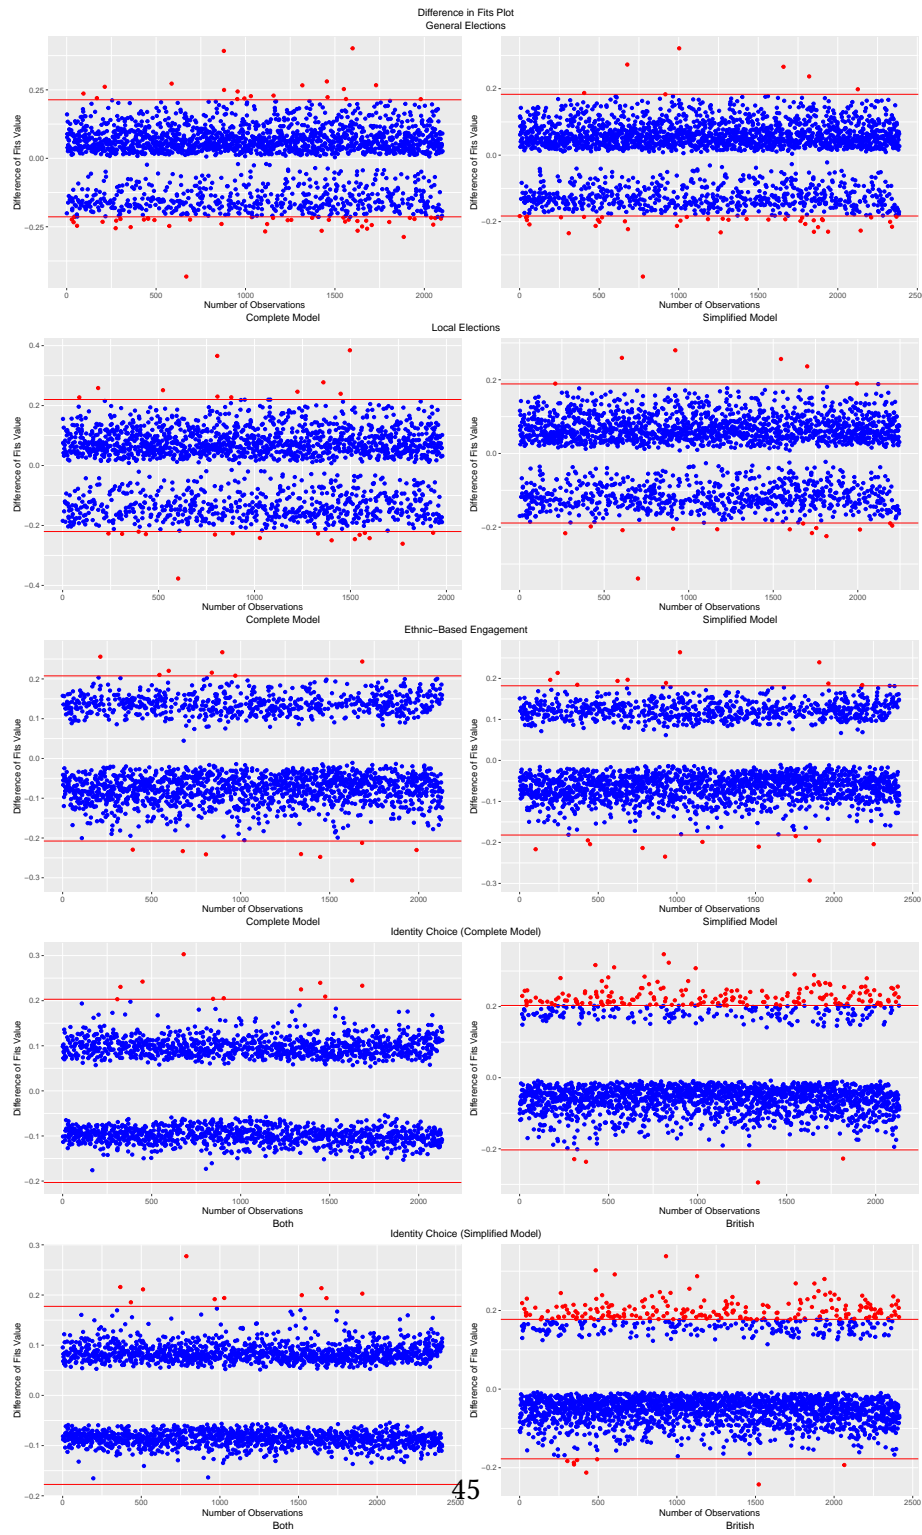 Difference in Fits Plot
General Elections
Difference of Fits Value
0.25
0.00
−0.25
0 500 1000 1500 2000
Number of Observations
Complete Model
Difference of Fits Value
0.2
0.0
−0.2
0 500 1000 1500 2000 2500
Number of Observations
Simplified Model
Local Elections
Difference of Fits Value
0.4
0.2
0.0
−0.2
−0.4
0 500 1000 1500 2000
Number of Observations
Complete Model
Difference of Fits Value
0.2
0.0
−0.2
0 500 1000 1500 2000
Number of Observations
Simplified Model
Ethnic−Based Engagement
Difference of Fits Value
0.2
0.1
0.0
−0.1
−0.2
−0.3
0 500 1000 1500 2000
Number of Observations
Complete Model
Difference of Fits Value
0.2
0.1
0.0
−0.1
−0.2
−0.3
0 500 1000 1500 2000 2500
Number of Observations
Simplified Model
Identity Choice (Complete Model)
Difference of Fits Value
0.3
0.2
0.1
0.0
−0.1
−0.2
0 500 1000 1500 2000
Number of Observations
Both
Difference of Fits Value
0.2
0.0
−0.2
0 500 1000 1500 2000
Number of Observations
British
Identity Choice (Simplified Model)
Difference of Fits Value
0.3
0.2
0.1
0.0
−0.1
−0.2
0 500 1000 1500 2000 2500
Number of Observations
Both
Difference of Fits Value
0.2
0.0
−0.2
0 500 1000 1500 2000
Number of Observations
British
45